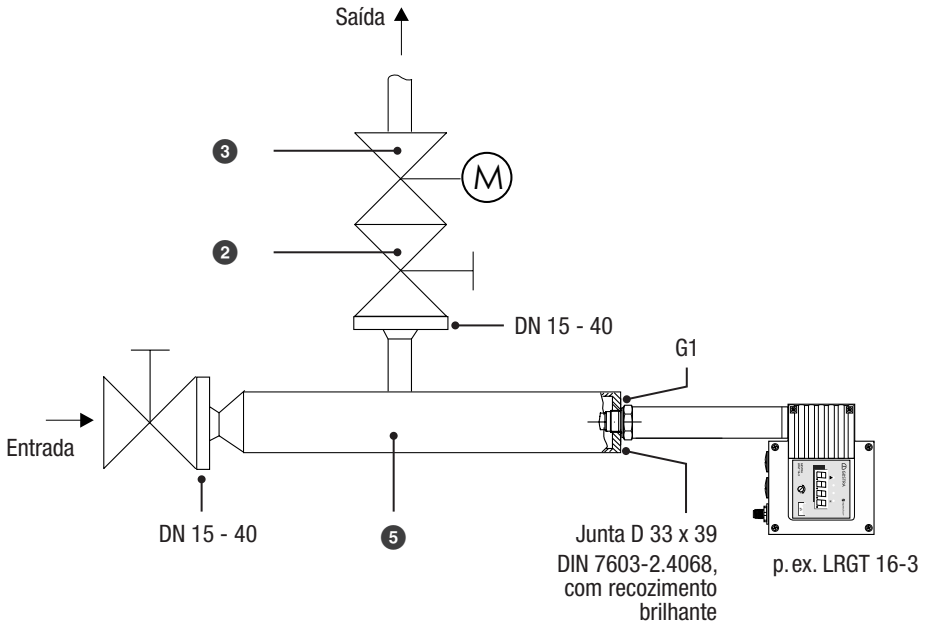 Saída
3
M
2
DN 15 - 40
G1
Entrada
DN 15 - 40
5
Junta D 33 x 39
DIN 7603-2.4068,
com recozimento
brilhante
GESTRA
p. ex. LRGT 16-3